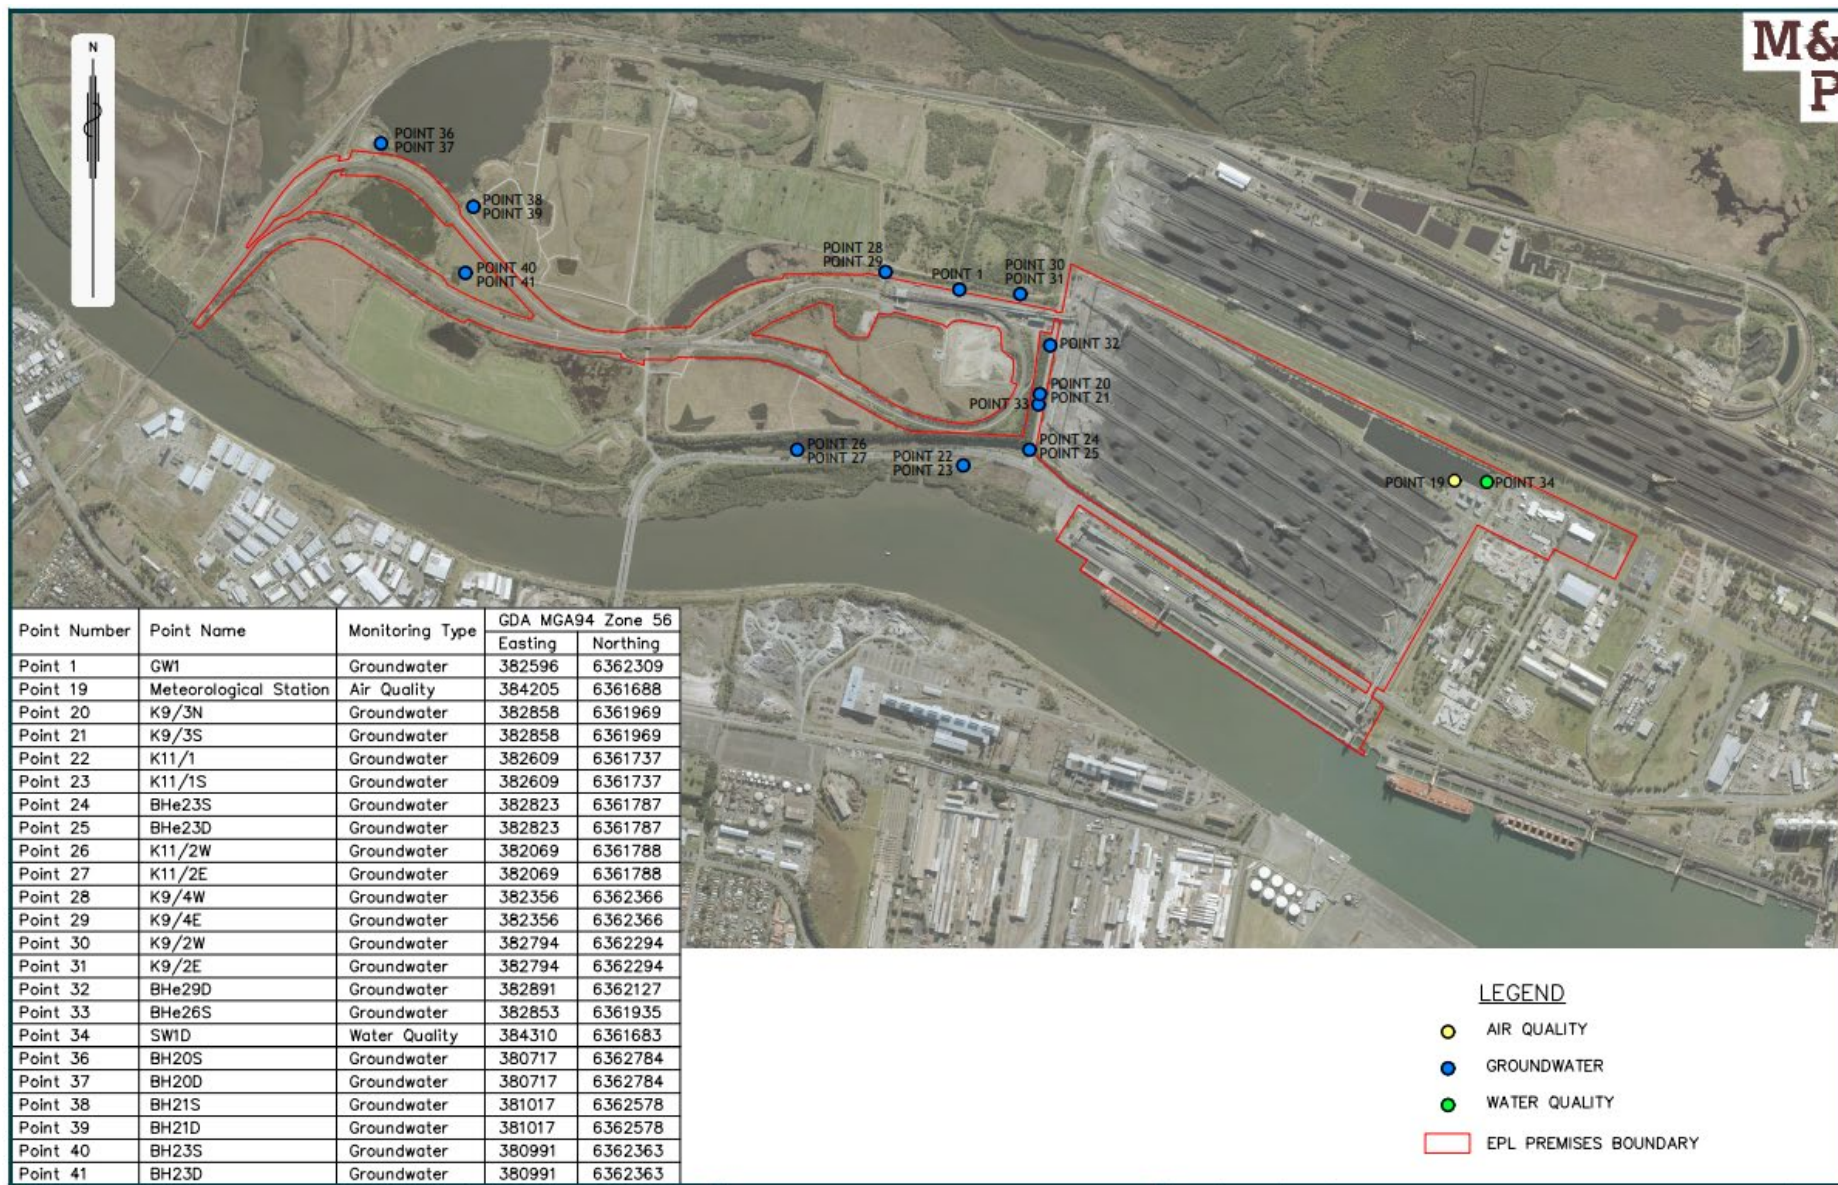 N
M&
P
POINT 36
POINT 37
POINT 38
POINT 39
POINT 40
POINT 41
POINT 28
POINT 29
POINT 1
POINT 30
POINT 31
POINT 32
POINT 20
POINT 21
POINT 33
POINT 24
POINT 25
POINT 26
POINT 27
POINT 22
POINT 23
POINT 19
POINT 34
Point Number Point Name Monitoring Type GDA MGA94 Zone 56
Easting Northing
Point 1 GW1 Groundwater 382596 6362309
Point 19 Meteorological Station Air Quality 384205 6361688
Point 20 K9/3N Groundwater 382858 6361969
Point 21 K9/3S Groundwater 382858 6361969
Point 22 K11/1 Groundwater 382609 6361737
Point 23 K11/1S Groundwater 382609 6361737
Point 24 BHe23S Groundwater 382823 6361787
Point 25 BHe23D Groundwater 382823 6361787
Point 26 K11/2W Groundwater 382069 6361788
Point 27 K11/2E Groundwater 382069 6361788
Point 28 K9/4W Groundwater 382356 6362366
Point 29 K9/4E Groundwater 382356 6362366
Point 30 K9/2W Groundwater 382794 6362294
Point 31 K9/2E Groundwater 382794 6362294
Point 32 BHe29D Groundwater 382891 6362127
Point 33 BHe26S Groundwater 382853 6361935
Point 34 SW1D Water Quality 384310 6361683
Point 36 BH20S Groundwater 380717 6362784
Point 37 BH20D Groundwater 380717 6362784
Point 38 BH21S Groundwater 381017 6362578
Point 39 BH21D Groundwater 381017 6362578
Point 40 BH23S Groundwater 380991 6362363
Point 41 BH23D Groundwater 380991 6362363
LEGEND
AIR QUALITY
GROUNDWATER
WATER QUALITY
EPL PREMISES BOUNDARY